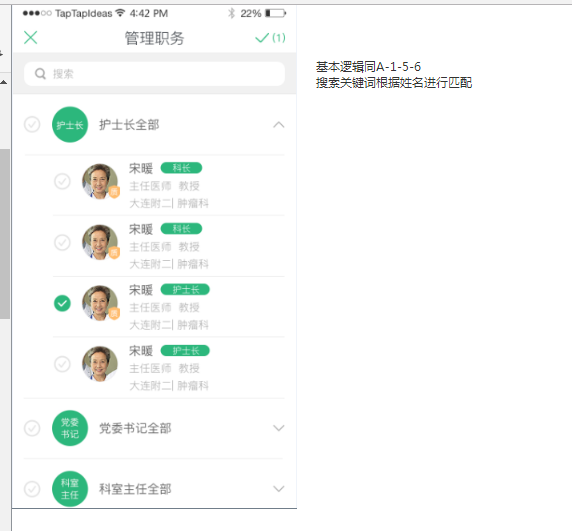 TapTapIdeas 4:42 PM 22%
管理职务 (1)
搜索
护士长 护士长全部
宋暖 科长
主任医师 教授
大连附二| 肿瘤科
宋暖 科长
主任医师 教授
大连附二| 肿瘤科
宋暖 护士长
主任医师 教授
大连附二| 肿瘤科
宋暖 护士长
主任医师 教授
大连附二| 肿瘤科
党委
书记
党委书记全部
科室
主任
科室主任全部
基本逻辑同A-1-5-6
搜索关键词根据姓名进行匹配